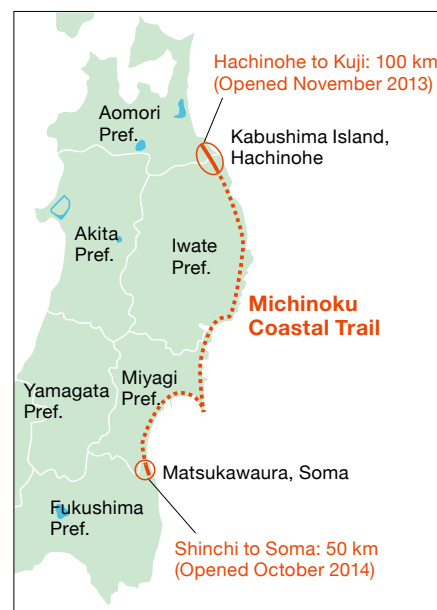 Hachinohe to Kuji: 100 km
(Opened November 2013)
Aomori
Pref.
Kabushima Island,
Hachinohe
Akita
Pref.
Iwate
Pref.
Michinoku
Coastal Trail
Yamagata
Pref.
Miyagi
Pref.
Matsukawaura, Soma
Fukushima
Pref.
Shinchi to Soma: 50 km
(Opened October 2014)